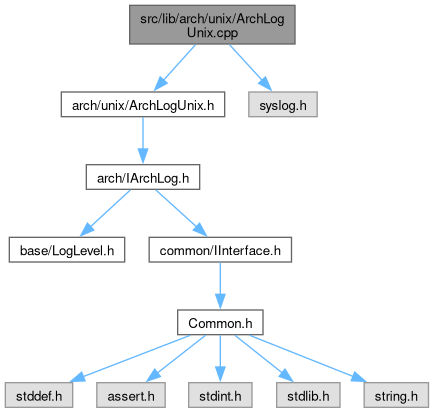 src/lib/arch/unix/ArchLog
Unix.cpp
arch/unix/ArchLogUnix.h
syslog.h
arch/IArchLog.h
base/LogLevel.h
common/IInterface.h
Common.h
stddef.h
assert.h
stdint.h
stdlib.h
string.h